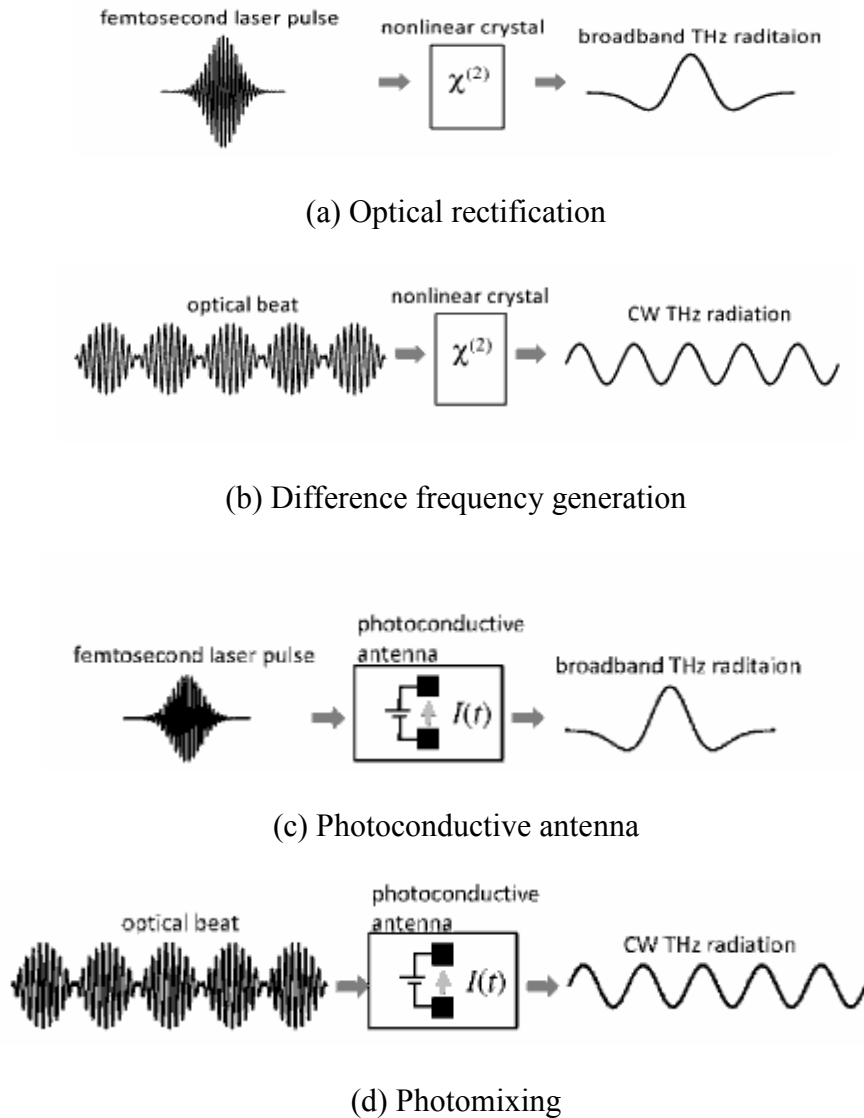 femtosecond laser pulse
nonlinear crystal
broadband THz raditaion
χ(2)
(a) Optical rectification
optical beat
nonlinear crystal
CW THz radiation
χ(2)
(b) Difference frequency generation
photoconductive
antenna
femtosecond laser pulse
broadband THz raditaion
I(t)
(c) Photoconductive antenna
photoconductive
antenna
optical beat
CW THz radiation
I(t)
(d) Photomixing